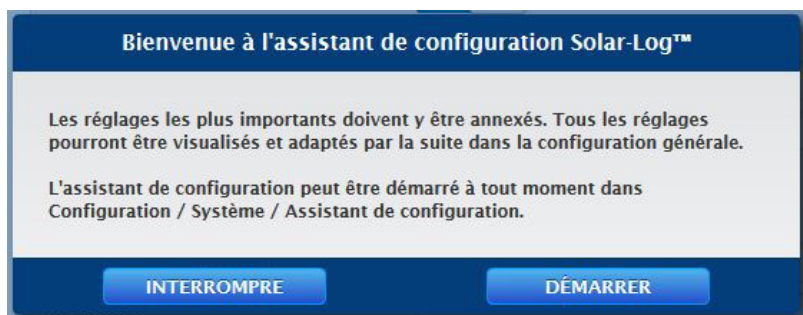 Bienvenue à l'assistant de configuration Solar-Log™
Les réglages les plus importants doivent y être annexés. Tous les réglages
pourront être visualisés et adaptés par la suite dans la configuration générale.
L'assistant de configuration peut être démarré à tout moment dans
Configuration / Système / Assistant de configuration.
INTERROMPRE
DÉMARRER